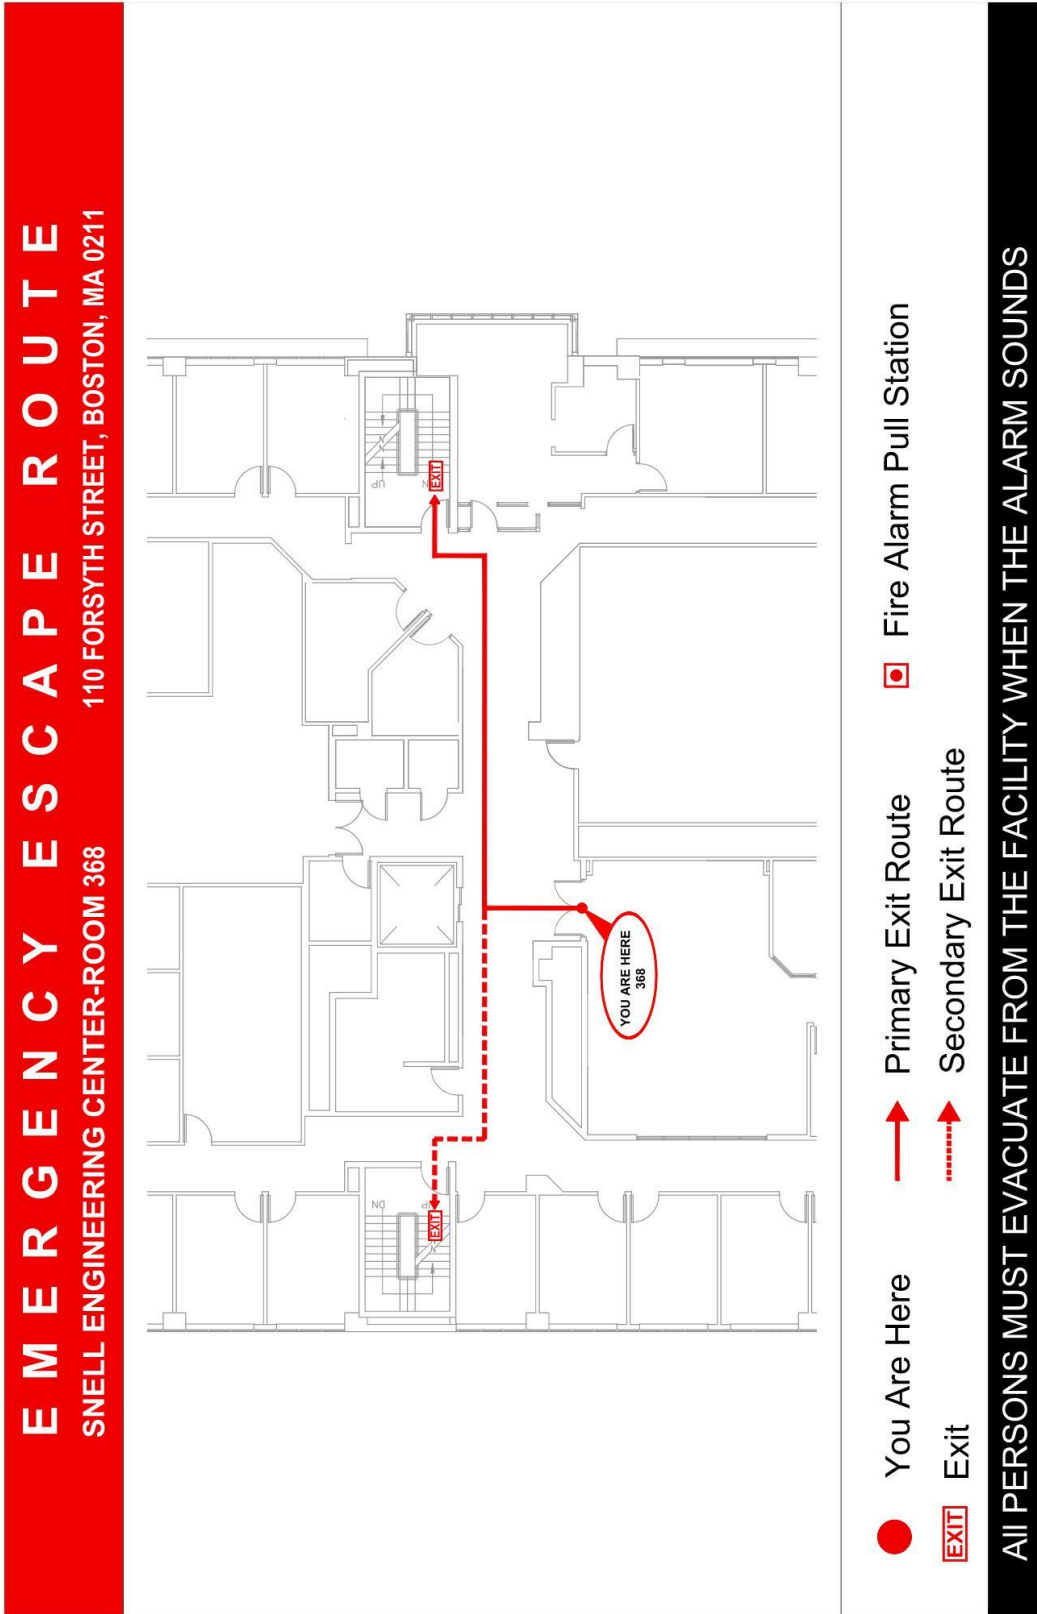 EMERGENCY ESCAPE ROUTE
SNELL ENGINEERING CENTER-ROOM 368 110 FORSYTH STREET, BOSTON, MA 0211
UP
EXIT
YOU ARE HERE
368
DN
UP
EXIT
You Are Here
Primary Exit Route
Fire Alarm Pull Station
EXIT Exit
Secondary Exit Route
All PERSONS MUST EVACUATE FROM THE FACILITY WHEN THE ALARM SOUNDS